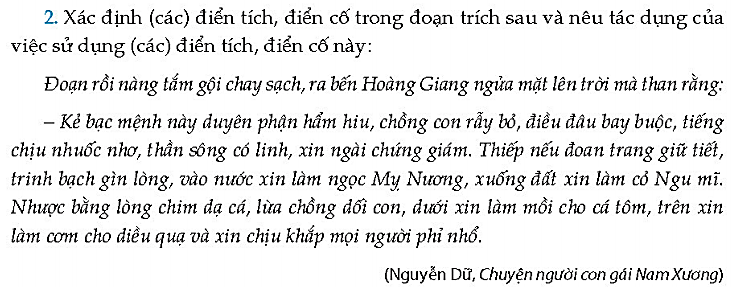 2. Xác định (các) điển tích, điển cố trong đoạn trích sau và nêu tác dụng của
việc sử dụng (các) điển tích, điển cố này:
Đoạn rồi nàng tắm gội chay sạch, ra bến Hoàng Giang ngửa mặt lên trời mà than rằng:
– Kẻ bạc mệnh này duyên phận hẩm hiu, chồng con rẫy bỏ, điều đâu bay buộc, tiếng
chịu nhuốc nhơ, thần sông có linh, xin ngài chứng giám. Thiếp nếu đoan trang giữ tiết,
trinh bạch gìn lòng, vào nước xin làm ngọc Mỵ Nương, xuống đất xin làm cỏ Ngu mĩ.
Nhược bằng lòng chim dạ cá, lừa chồng dối con, dưới xin làm mồi cho cá tôm, trên xin
làm cơm cho diều quạ và xin chịu khắp mọi người phỉ nhổ.
(Nguyễn Dữ, Chuyện người con gái Nam Xương)